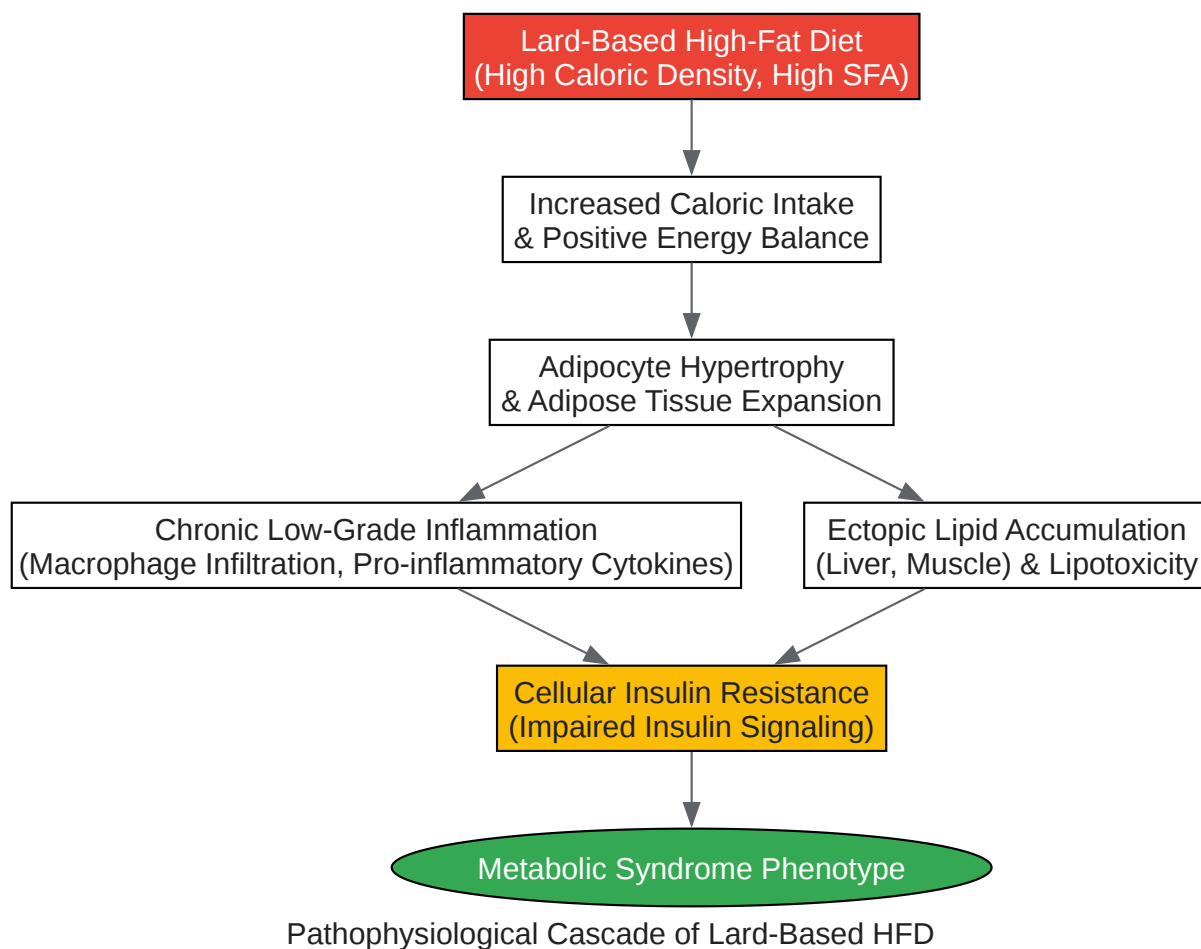 Lard-Based High-Fat Diet
(High Caloric Density, High SFA)
Increased Caloric Intake
& Positive Energy Balance
Adipocyte Hypertrophy
& Adipose Tissue Expansion
Chronic Low-Grade Inflammation
(Macrophage Infiltration, Pro-inflammatory Cytokines)
Ectopic Lipid Accumulation
(Liver, Muscle) & Lipotoxicity
Cellular Insulin Resistance
(Impaired Insulin Signaling)
Metabolic Syndrome Phenotype
Pathophysiological Cascade of Lard-Based HFD